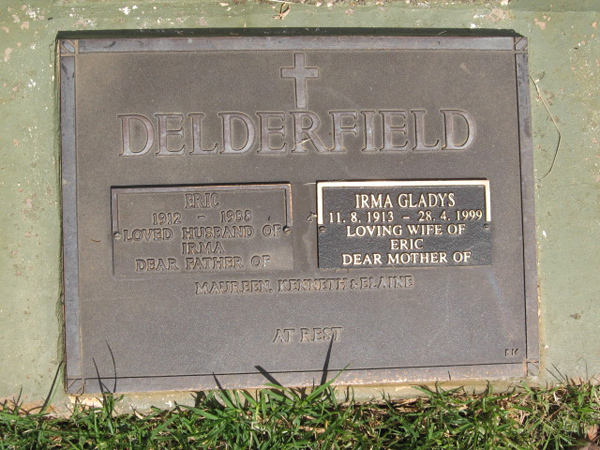 DELDERFIELD
ERIC
1912 - 1988
LOVED HUSBAND OF
IRMA
DEAR FATHER OF
IRMA GLADYS
11. 8. 1913 - 28. 4. 1999
LOVING WIFE OF
ERIC
DEAR MOTHER OF
MAUREEN, KENNETH & ELAINE
AT REST